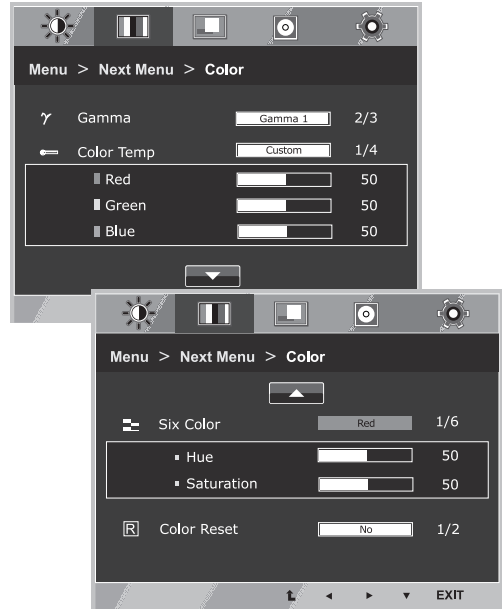 Menu > Next Menu > Color
γ Gamma Gamma 1 2/3
Color Temp Custom 1/4
Red 50
Green 50
Blue 50
Menu > Next Menu > Color
Six Color Red 1/6
Hue 50
Saturation 50
R Color Reset No 1/2
EXIT